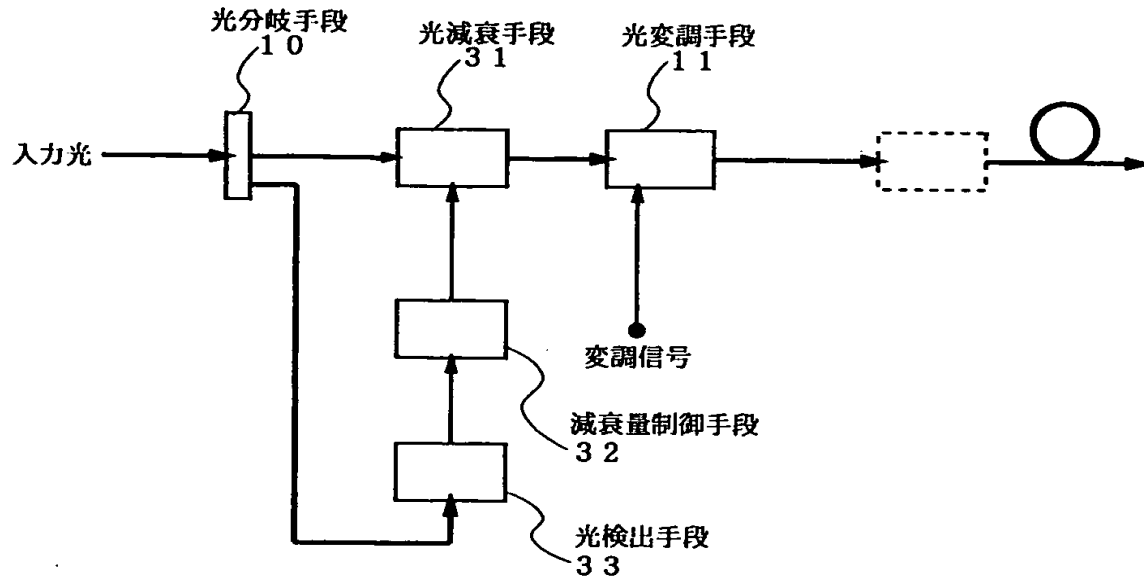 光分岐手段
１０
光減衰手段
３１
光変調手段
１１
入力光
変調信号
減衰量制御手段
３２
光検出手段
３３